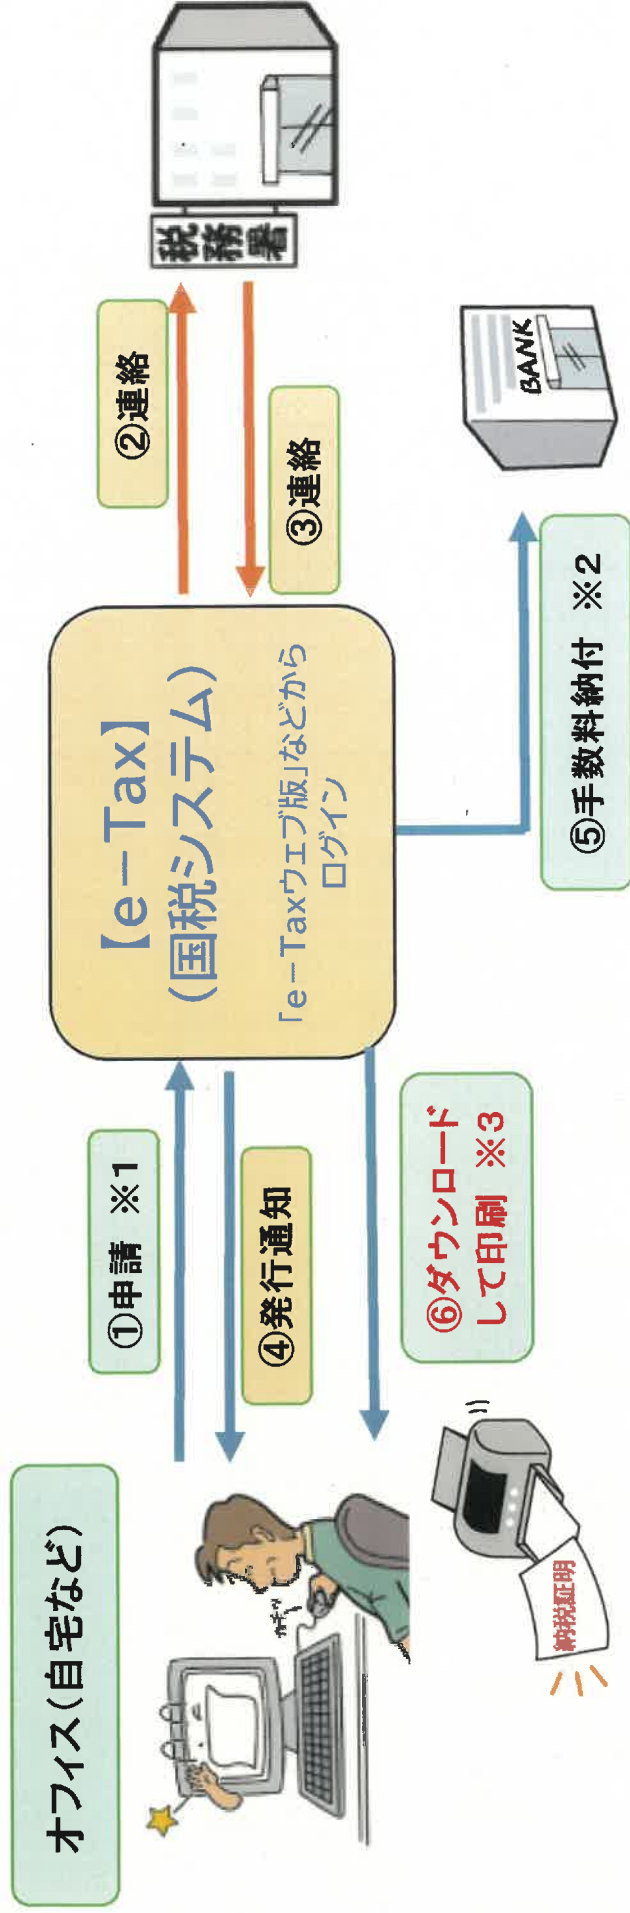 オフィス(自宅など)
①申請 ※1
④発行通知
⑥ダウンロード
して印刷 ※3
納税証明
カチッ
【e-Tax】
(国税システム)
「e-Taxウェブ版」などから
ログイン
②連絡
③連絡
⑤手数料納付 ※2
税務署
BANK